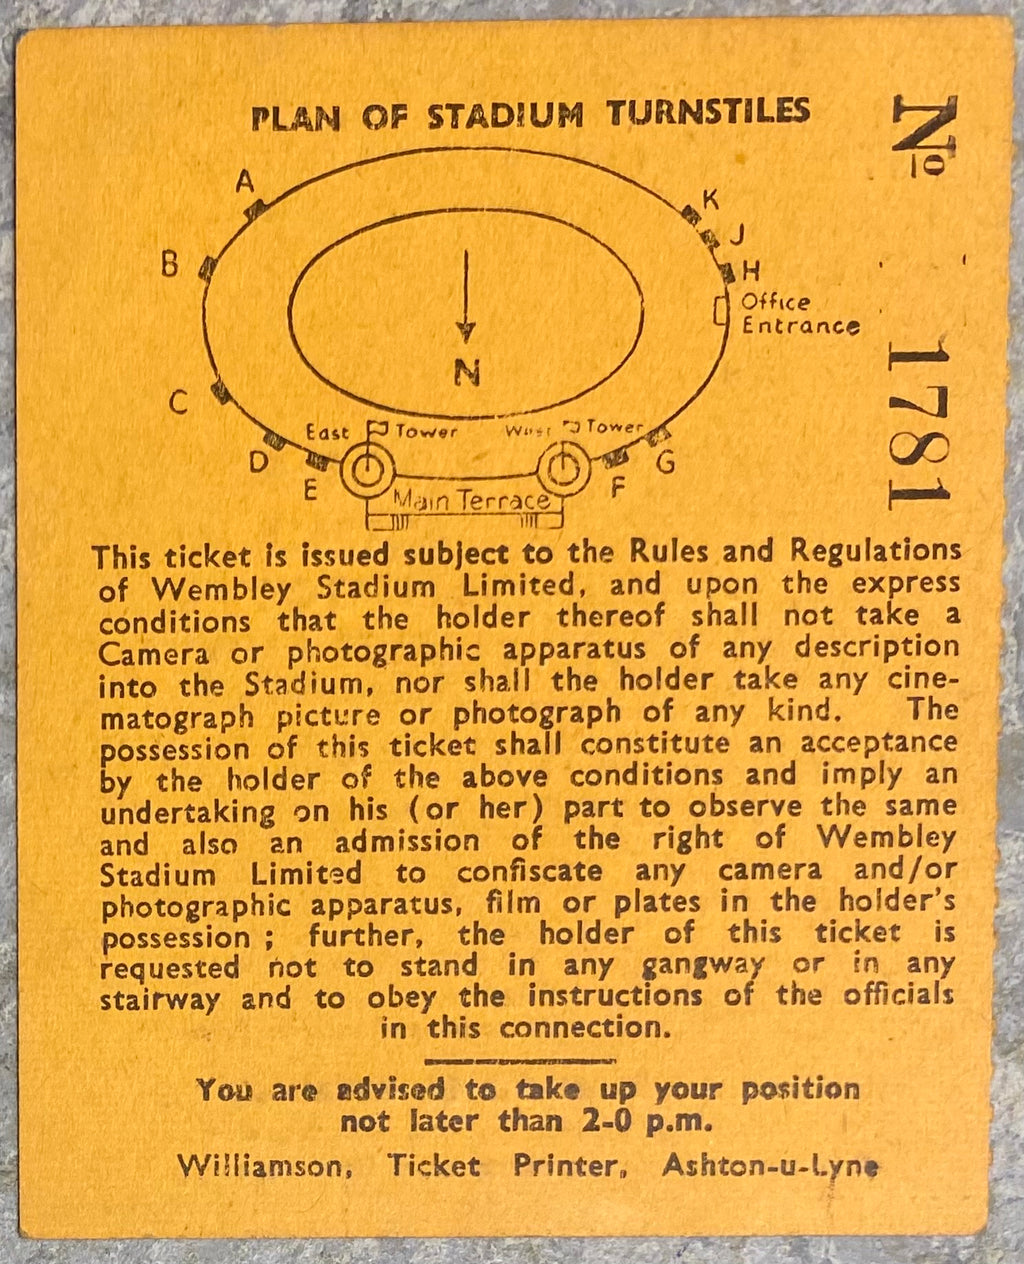 PLAN OF STADIUM TURNSTILES
Nº 1781
A
B
C
D
E
K
J
H
Office
Entrance
N
East Tower
West Tower
G
F
Main Terrace
This ticket is issued subject to the Rules and Regulations
of Wembley Stadium Limited, and upon the express
conditions that the holder thereof shall not take a
Camera or photographic apparatus of any description
into the Stadium, nor shall the holder take any cine-
matograph picture or photograph of any kind. The
possession of this ticket shall constitute an acceptance
by the holder of the above conditions and imply an
undertaking on his (or her) part to observe the same
and also an admission of the right of Wembley
Stadium Limited to confiscate any camera and/or
photographic apparatus, film or plates in the holder's
possession ; further, the holder of this ticket is
requested not to stand in any gangway or in any
stairway and to obey the instructions of the officials
in this connection.
You are advised to take up your position
not later than 2-0 p.m.
Williamson, Ticket Printer, Ashton-u-Lyne